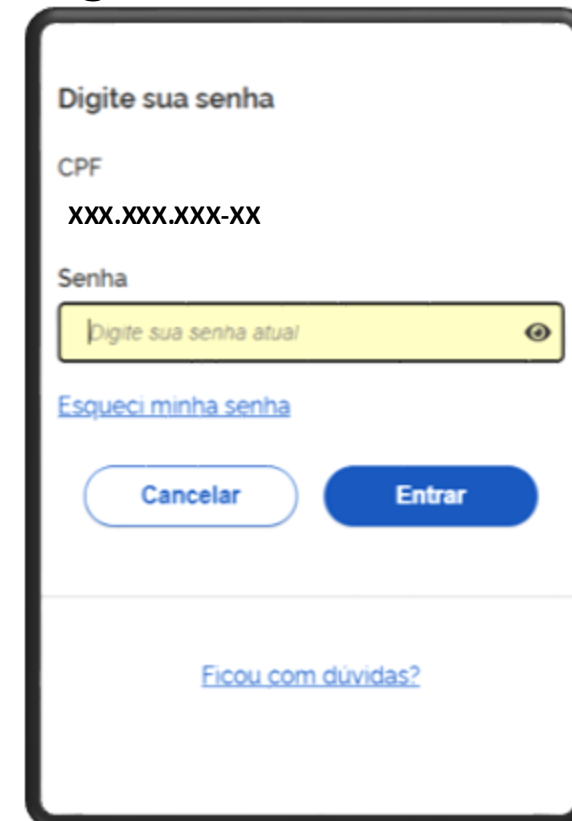 Digite sua senha
CPF
XXX.XXX.XXX-XX
Senha
Digite sua senha atual
Esqueci minha senha
Cancelar
Entrar
Ficou com dúvidas?